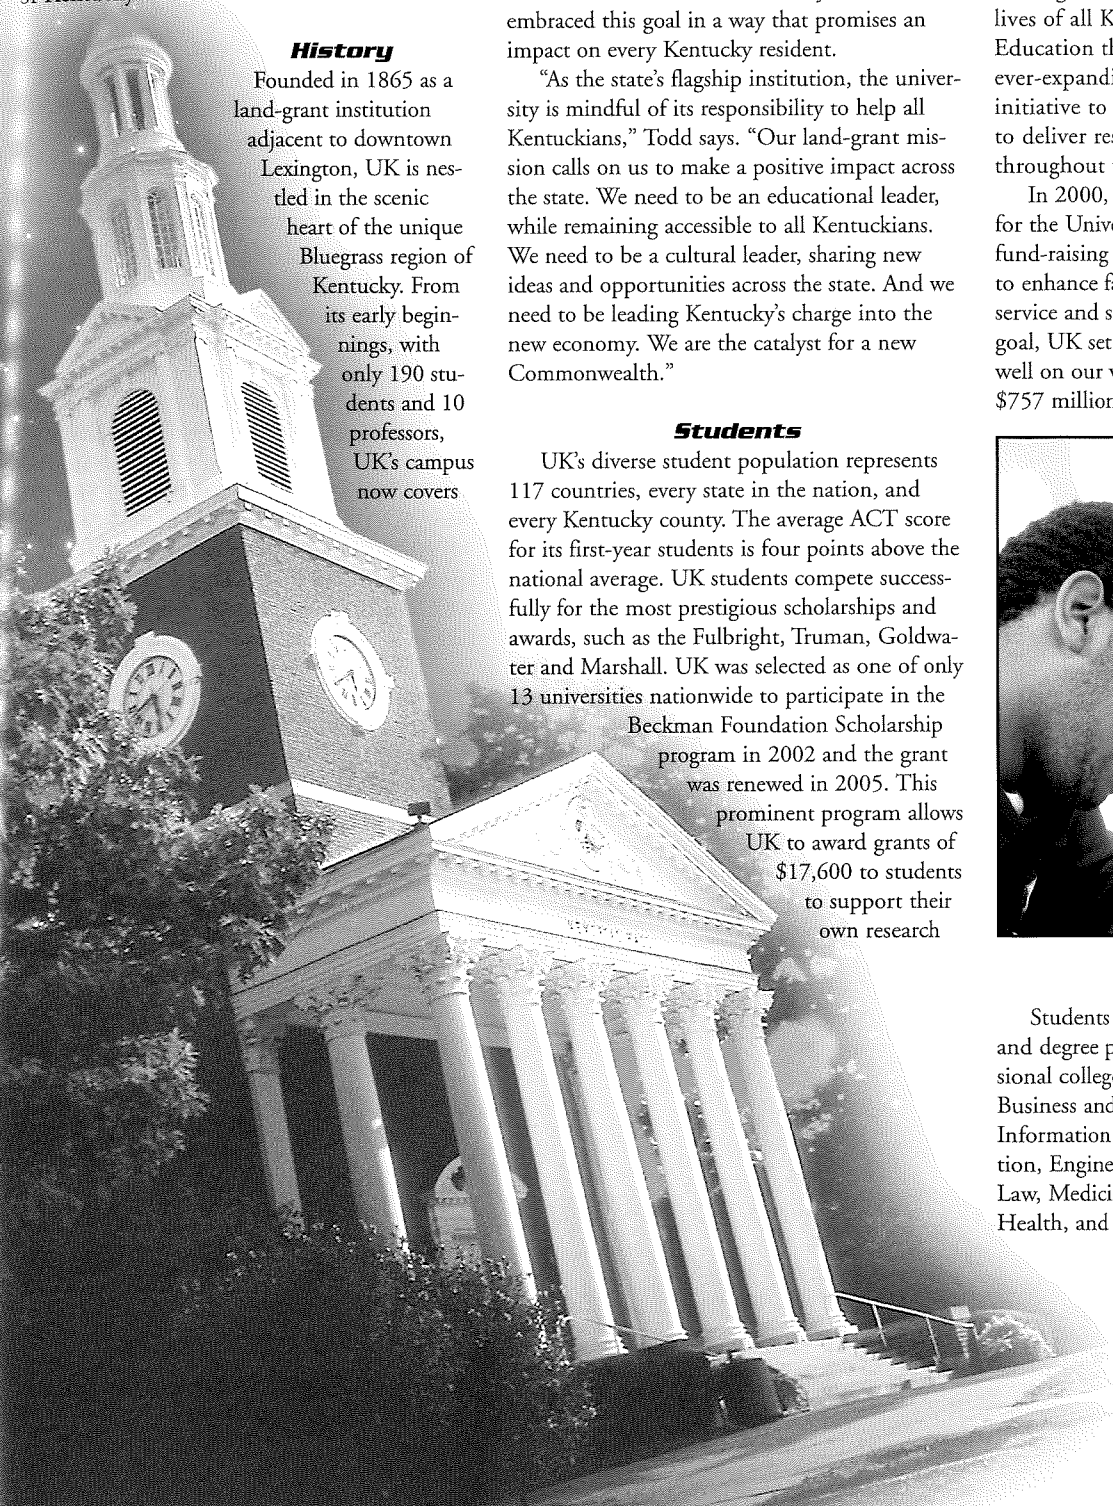 History
Founded in 1865 as a
land-grant institution
adjacent to downtown
Lexington, UK is nes-
tled in the scenic
heart of the unique
Bluegrass region of
Kentucky. From
its early begin-
nings, with
only 190 stu-
dents and 10
professors,
UK's campus
now covers
embraced this goal in a way that promises an
impact on every Kentucky resident.
“As the state's flagship institution, the univer-
sity is mindful of its responsibility to help all
Kentuckians,” Todd says. “Our land-grant mis-
sion calls on us to make a positive impact across
the state. We need to be an educational leader,
while remaining accessible to all Kentuckians.
We need to be a cultural leader, sharing new
ideas and opportunities across the state. And we
need to be leading Kentucky's charge into the
new economy. We are the catalyst for a new
Commonwealth.”
Students
UK's diverse student population represents
117 countries, every state in the nation, and
every Kentucky county. The average ACT score
for its first-year students is four points above the
national average. UK students compete success-
fully for the most prestigious scholarships and
awards, such as the Fulbright, Truman, Goldwa-
ter and Marshall. UK was selected as one of only
13 universities nationwide to participate in the
Beckman Foundation Scholarship
program in 2002 and the grant
was renewed in 2005. This
prominent program allows
UK to award grants of
$17,600 to students
to support their
own research
lives of all K
Education th
ever-expandi
initiative to
to deliver res
throughout
In 2000,
for the Unive
fund-raising
to enhance fa
service and s
goal, UK set
well on our v
$757 million
Students
and degree p
sional colleg
Business and
Information
tion, Engine
Law, Medici
Health, and